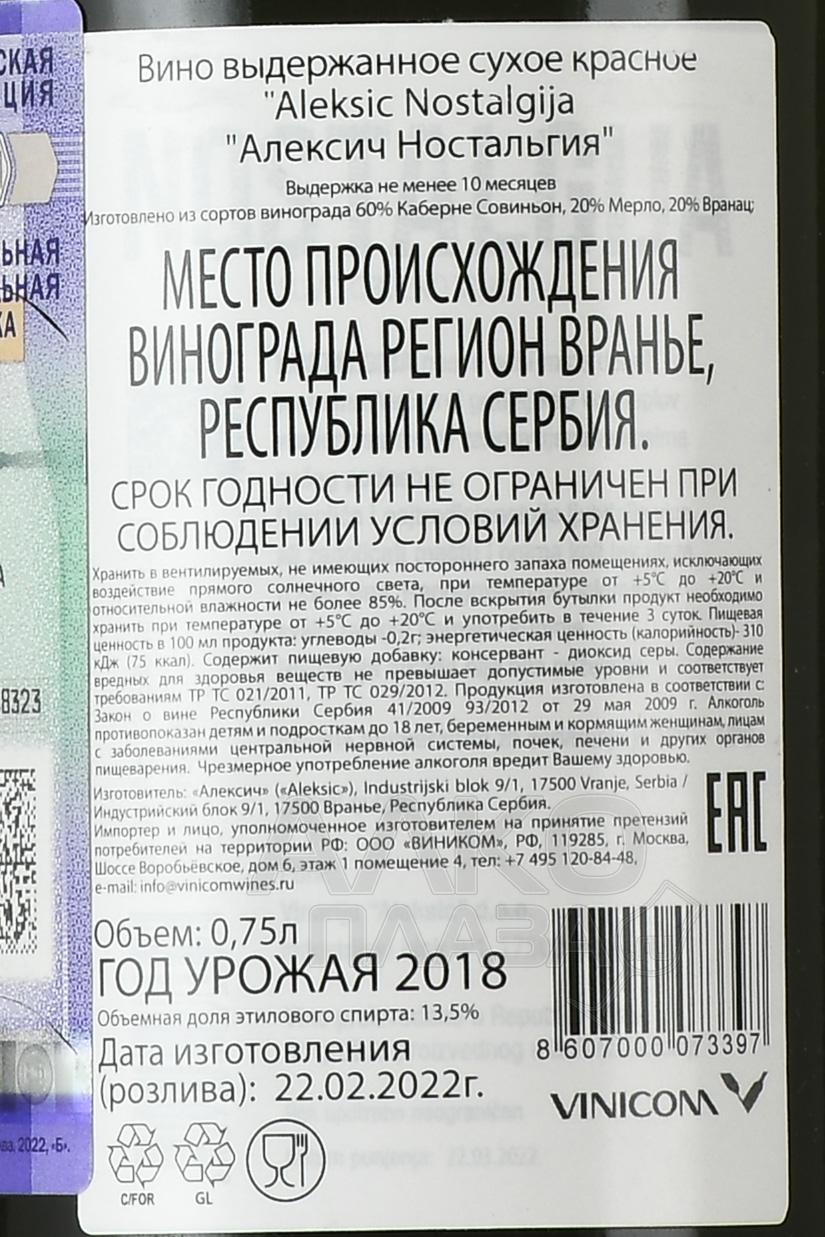 СКАЯ
ЦИЯ
ЬНАЯ
ЬНАЯ
КА
8323
2022, «Б».
Вино выдержанное сухое красное
"Aleksic Nostalgija
"Алексич Ностальгия"
Выдержка не менее 10 месяцев
Изготовлено из сортов винограда 60% Каберне Совиньон, 20% Мерло, 20% Вранац;
МЕСТО ПРОИСХОЖДЕНИЯ
ВИНОГРАДА РЕГИОН ВРАНЬЕ,
РЕСПУБЛИКА СЕРБИЯ.
СРОК ГОДНОСТИ НЕ ОГРАНИЧЕН ПРИ
СОБЛЮДЕНИИ УСЛОВИЙ ХРАНЕНИЯ.
Хранить в вентилируемых, не имеющих постороннего запаха помещениях, исключающих
воздействие прямого солнечного света, при температуре от +5°С до +20°С и
относительной влажности не более 85%. После вскрытия бутылки продукт необходимо
хранить при температуре от +5°С до +20°С и употребить в течение 3 суток. Пищевая
ценность в 100 мл продукта: углеводы -0,2г; энергетическая ценность (калорийность)- 310
кДж (75 ккал). Содержит пищевую добавку: консервант - диоксид серы. Содержание
вредных для здоровья веществ не превышает допустимые уровни и соответствует
требованиям ТР ТС 021/2011, ТР ТС 029/2012. Продукция изготовлена в соответствии с:
Закон о вине Республики Сербия 41/2009 93/2012 от 29 мая 2009 г. Алкоголь
противопоказан детям и подросткам до 18 лет, беременным и кормящим женщинам, лицам
с заболеваниями центральной нервной системы, почек, печени и других органов
пищеварения. Чрезмерное употребление алкоголя вредит Вашему здоровью.
Изготовитель: «Алексич» («Aleksic»), Industrijski blok 9/1, 17500 Vranje, Serbia /
Индустрийский блок 9/1, 17500 Вранье, Республика Сербия.
Импортер и лицо, уполномоченное изготовителем на принятие претензий
потребителей на территории РФ: ООО «ВИНИКОМ», РФ, 119285, г. Москва,
Шоссе Воробьёвское, дом 6, этаж 1 помещение 4, тел: +7 495 120-84-48,
e-mail: info@vinicomwines.ru
ЕАС
АЛКО
ПЛАЗА
Объем: 0,75л
ГОД УРОЖАЯ 2018
Объемная доля этилового спирта: 13,5%
Дата изготовления
(розлива): 22.02.2022г.
8 607000 073397
VINICOM
C/FOR
GL